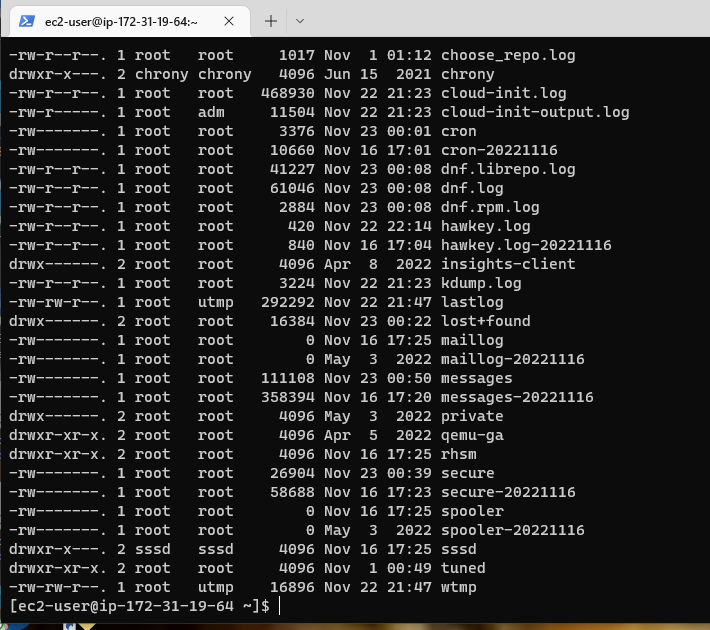 ec2-user@ip-172-31-19-64:~
-rw-r--r--. 1 root   root     1017 Nov  1 01:12 choose_repo.log
drwxr-x---. 2 chrony chrony   4096 Jun 15  2021 chrony
-rw-r--r--. 1 root   root   468930 Nov 22 21:23 cloud-init.log
-rw-r-----. 1 root   adm     11504 Nov 22 21:23 cloud-init-output.log
-rw-------. 1 root   root     3376 Nov 23 00:01 cron
-rw-------. 1 root   root    10660 Nov 16 17:01 cron-20221116
-rw-r--r--. 1 root   root    41227 Nov 23 00:08 dnf.librepo.log
-rw-r--r--. 1 root   root    61046 Nov 23 00:08 dnf.log
-rw-r--r--. 1 root   root     2884 Nov 23 00:08 dnf.rpm.log
-rw-r--r--. 1 root   root      420 Nov 22 22:14 hawkey.log
-rw-r--r--. 1 root   root      840 Nov 16 17:04 hawkey.log-20221116
drwx------. 2 root   root     4096 Apr  8  2022 insights-client
-rw-r--r--. 1 root   root     3224 Nov 22 21:23 kdump.log
-rw-rw-r--. 1 root   utmp   292292 Nov 22 21:47 lastlog
drwx------. 2 root   root    16384 Nov 23 00:22 lost+found
-rw-------. 1 root   root        0 Nov 16 17:25 maillog
-rw-------. 1 root   root        0 May  3  2022 maillog-20221116
-rw-------. 1 root   root   111108 Nov 23 00:50 messages
-rw-------. 1 root   root   358394 Nov 16 17:20 messages-20221116
drwx------. 2 root   root     4096 May  3  2022 private
drwxr-xr-x. 2 root   root     4096 Apr  5  2022 qemu-ga
drwxr-xr-x. 2 root   root     4096 Nov 16 17:25 rhsm
-rw-------. 1 root   root    26904 Nov 23 00:39 secure
-rw-------. 1 root   root    58688 Nov 16 17:23 secure-20221116
-rw-------. 1 root   root        0 Nov 16 17:25 spooler
-rw-------. 1 root   root        0 May  3  2022 spooler-20221116
drwxr-x---. 2 sssd   sssd     4096 Nov 16 17:25 sssd
drwxr-xr-x. 2 root   root     4096 Nov  1 00:49 tuned
-rw-rw-r--. 1 root   utmp    16896 Nov 22 21:47 wtmp
[ec2-user@ip-172-31-19-64 ~]$